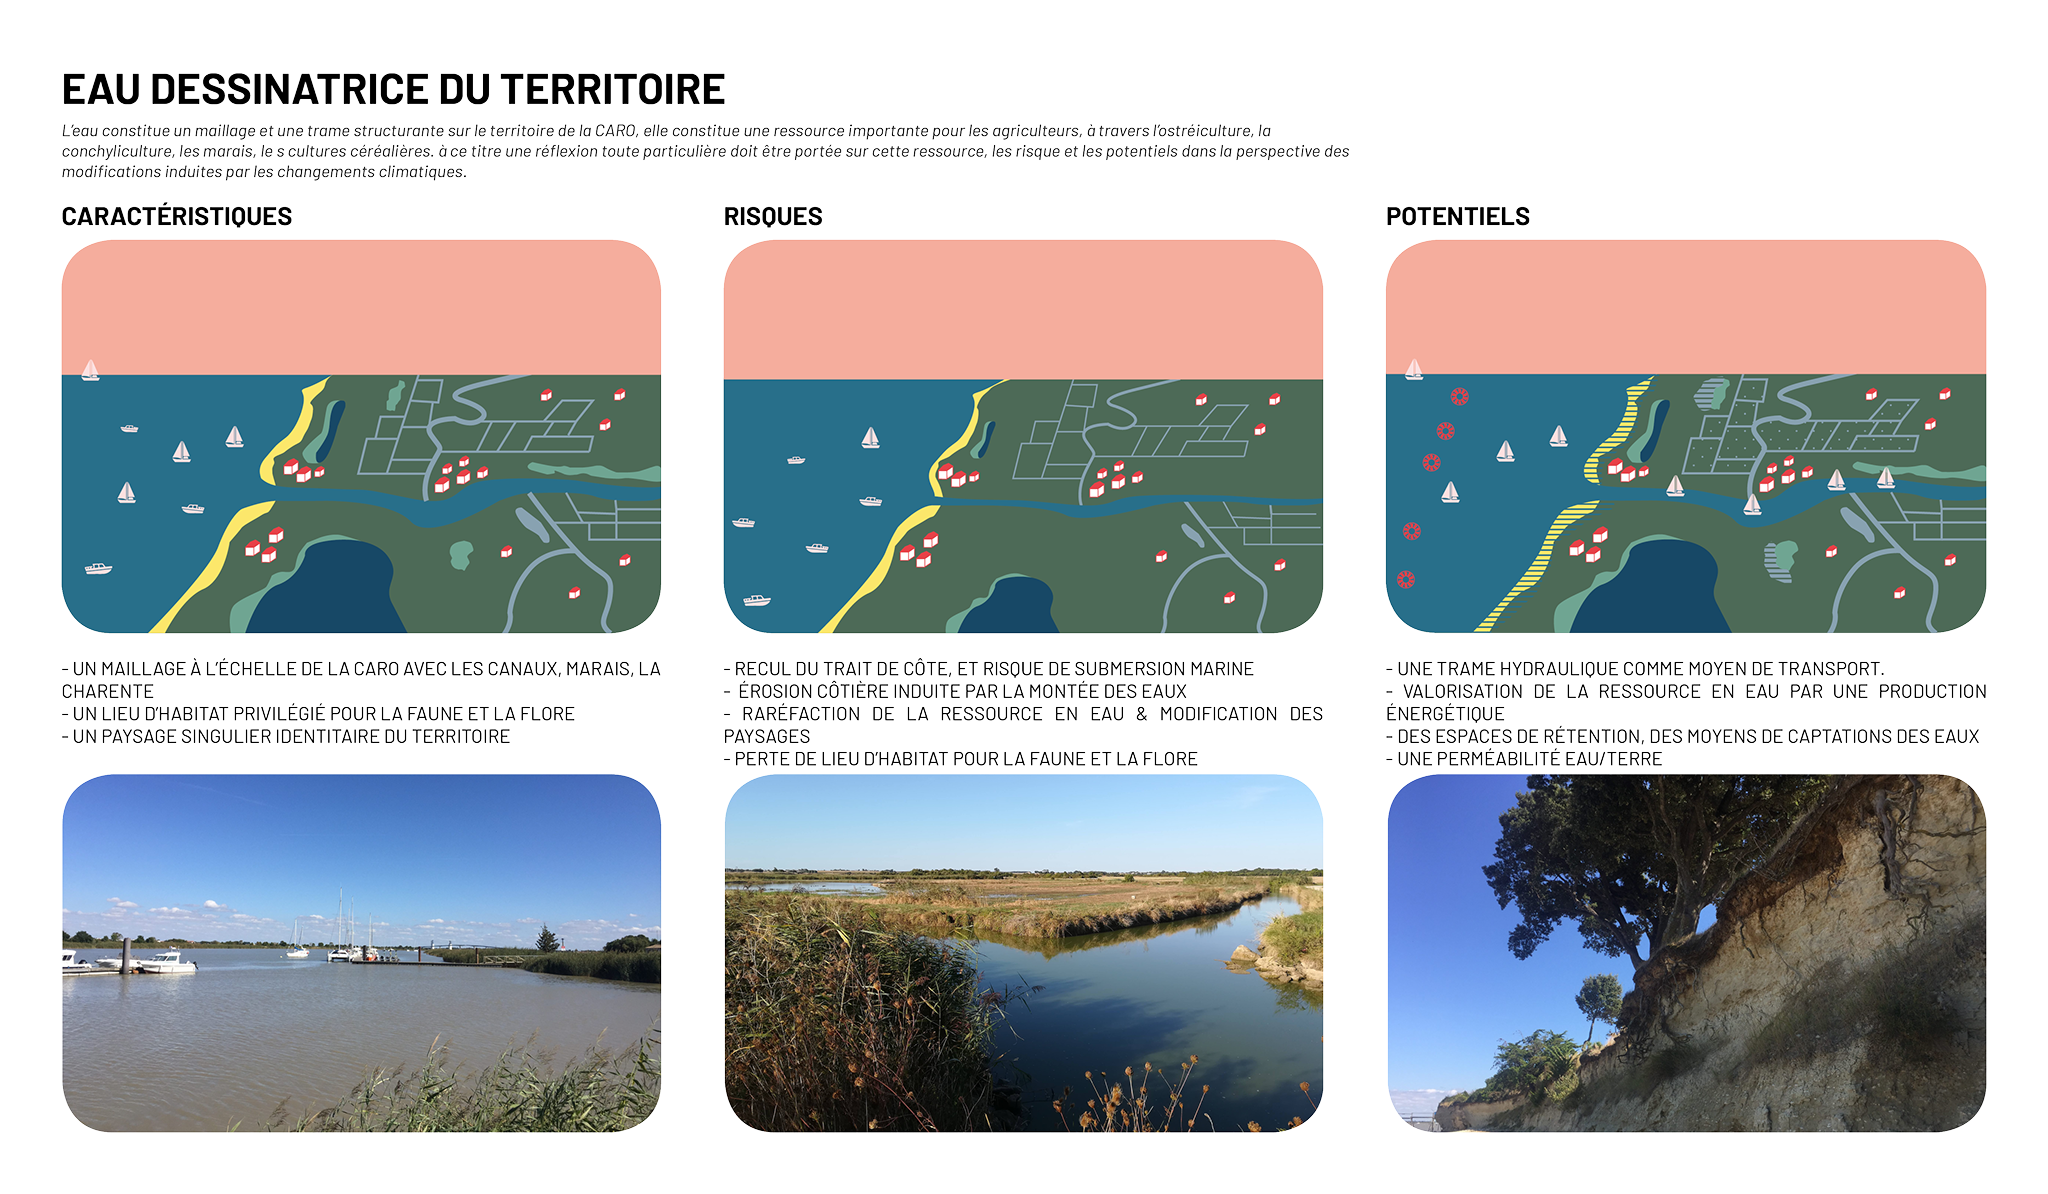 EAU DESSINATRICE DU TERRITOIRE
L'eau constitue un maillage et une trame structurante sur le territoire de la CARO, elle constitue une ressource importante pour les agriculteurs, à travers l'ostréiculture, la
conchyliculture, les marais, le s cultures céréalières. à ce titre une réflexion toute particulière doit être portée sur cette ressource, les risque et les potentiels dans la perspective des
modifications induites par les changements climatiques.
CARACTÉRISTIQUES
- UN MAILLAGE À L'ÉCHELLE DE LA CARO AVEC LES CANAUX, MARAIS, LA
CHARENTE
- UN LIEU D'HABITAT PRIVILÉGIÉ POUR LA FAUNE ET LA FLORE
- UN PAYSAGE SINGULIER IDENTITAIRE DU TERRITOIRE
RISQUES
- RECUL DU TRAIT DE CÔTE, ET RISQUE DE SUBMERSION MARINE
- ÉROSION CÔTIÈRE INDUITE PAR LA MONTÉE DES EAUX
- RARÉFACTION DE LA RESSOURCE EN EAU & MODIFICATION DES
PAYSAGES
- PERTE DE LIEU D'HABITAT POUR LA FAUNE ET LA FLORE
POTENTIELS
- UNE TRAME HYDRAULIQUE COMME MOYEN DE TRANSPORT.
- VALORISATION DE LA RESSOURCE EN EAU PAR UNE PRODUCTION
ÉNERGÉTIQUE
- DES ESPACES DE RÉTENTION, DES MOYENS DE CAPTATIONS DES EAUX
- UNE PERMÉABILITÉ EAU/TERRE